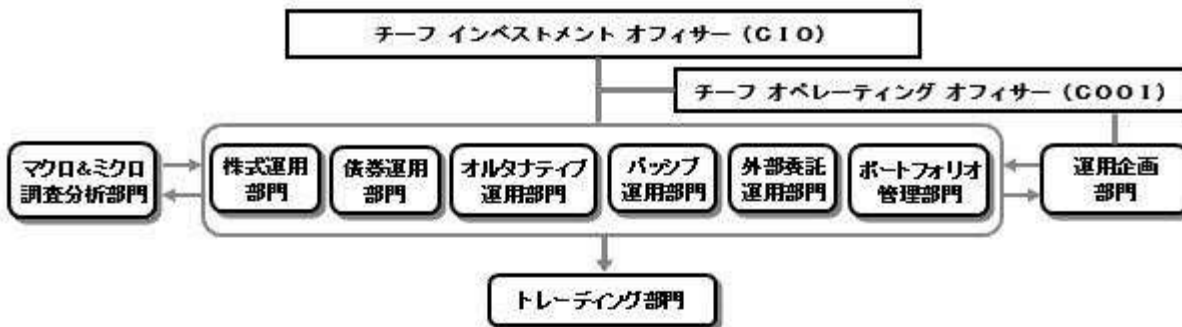 チーフ インベストメント オフィサー (CIO)
チーフ オペレーティング オフィサー (COOI)
マクロ&ミクロ
調査分析部門
株式運用
部門
債券運用
部門
オルタナティブ
運用部門
パッシブ
運用部門
外部委託
運用部門
ポートフォリオ
管理部門
運用企画
部門
トレーディング部門